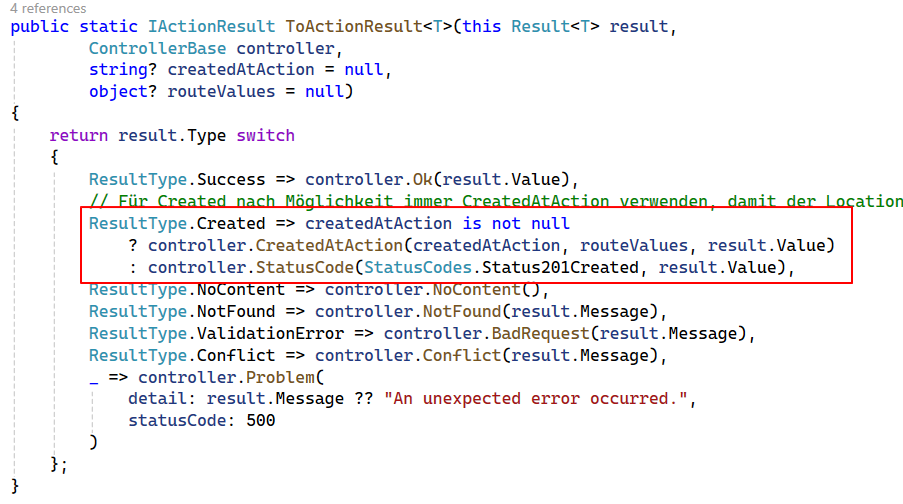 4 references
public static IActionResult ToActionResult<T>(this Result<T> result,
ControllerBase controller,
string? createdAtAction = null,
object? routeValues = null)
{
return result.Type switch
{
ResultType.Success => controller.Ok(result.Value),
// Für Created nach Möglichkeit immer CreatedAtAction verwenden, damit der Location
ResultType.Created => createdAtAction is not null
? controller.CreatedAtAction(createdAtAction, routeValues, result.Value)
: controller.StatusCode(StatusCodes.Status201Created, result.Value),
ResultType.NoContent => controller.NoContent(),
ResultType.NotFound => controller.NotFound(result.Message),
ResultType.ValidationError => controller.BadRequest(result.Message),
ResultType.Conflict => controller.Conflict(result.Message),
_ => controller.Problem(
detail: result.Message ?? "An unexpected error occurred.",
statusCode: 500
)
};
}